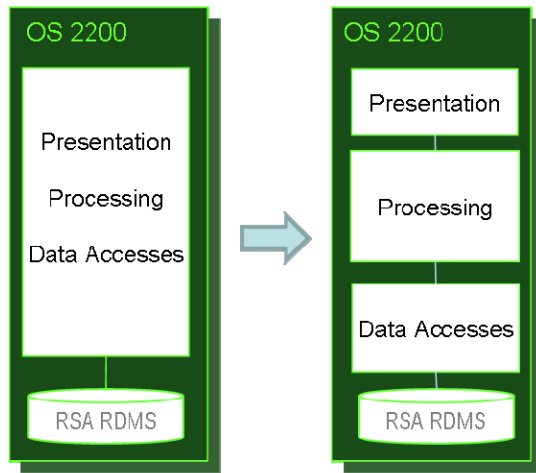 OS 2200
Presentation
Processing
Data Accesses
RSA RDMS
OS 2200
Presentation
Processing
Data Accesses
RSA RDMS